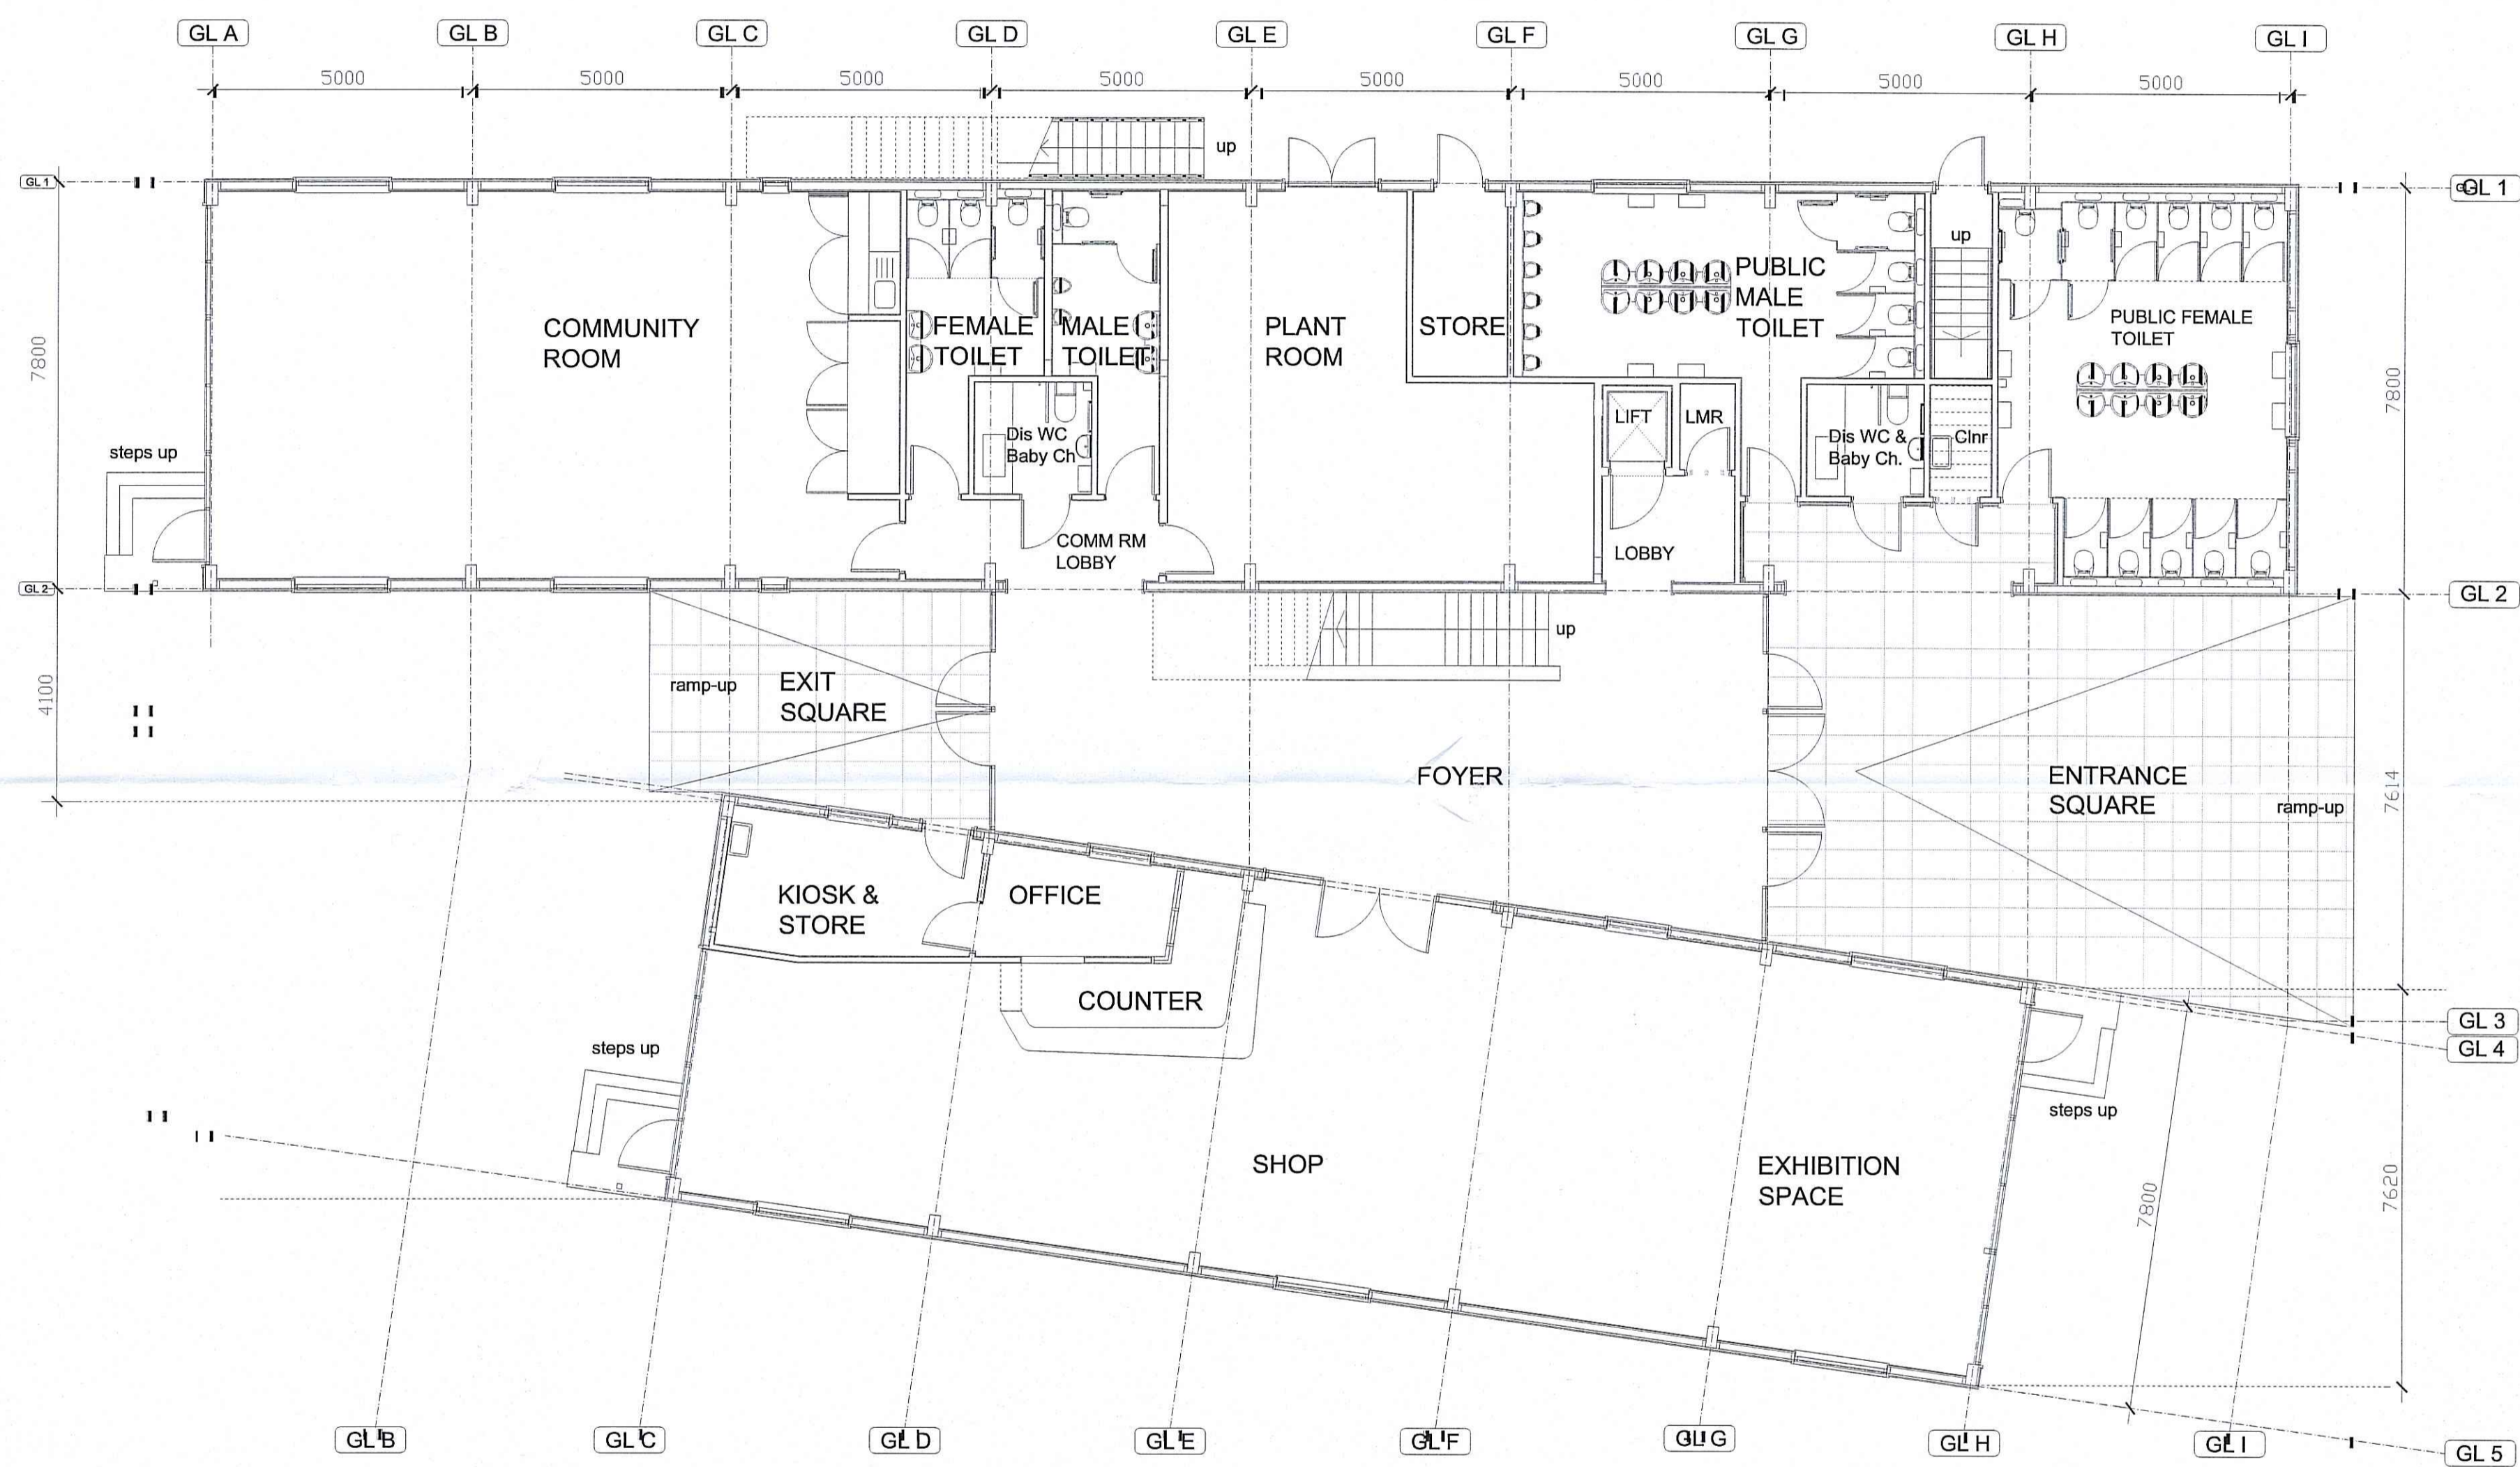 GL A
GL B
GL C
GL D
GL E
GL F
GL G
GL H
GL I
5000
5000
5000
5000
5000
5000
5000
5000
up
GL 1
GL 1
up
COMMUNITY
ROOM
FEMALE
TOILET
MALE
TOILET
PLANT
ROOM
STORE
PUBLIC
MALE
TOILET
PUBLIC FEMALE
TOILET
7800
7800
steps up
Dis WC
Baby Ch
LIFT
LMR
Dis WC &
Baby Ch.
Clnr
COMM RM
LOBBY
LOBBY
GL 2
GL 2
up
4100
ramp-up
EXIT
SQUARE
FOYER
ENTRANCE
SQUARE
ramp-up
7614
KIOSK &
STORE
OFFICE
COUNTER
GL 3
GL 4
steps up
steps up
SHOP
EXHIBITION
SPACE
7800
7620
GL B
GL C
GL D
GL E
GL F
GL G
GL H
GL I
GL 5